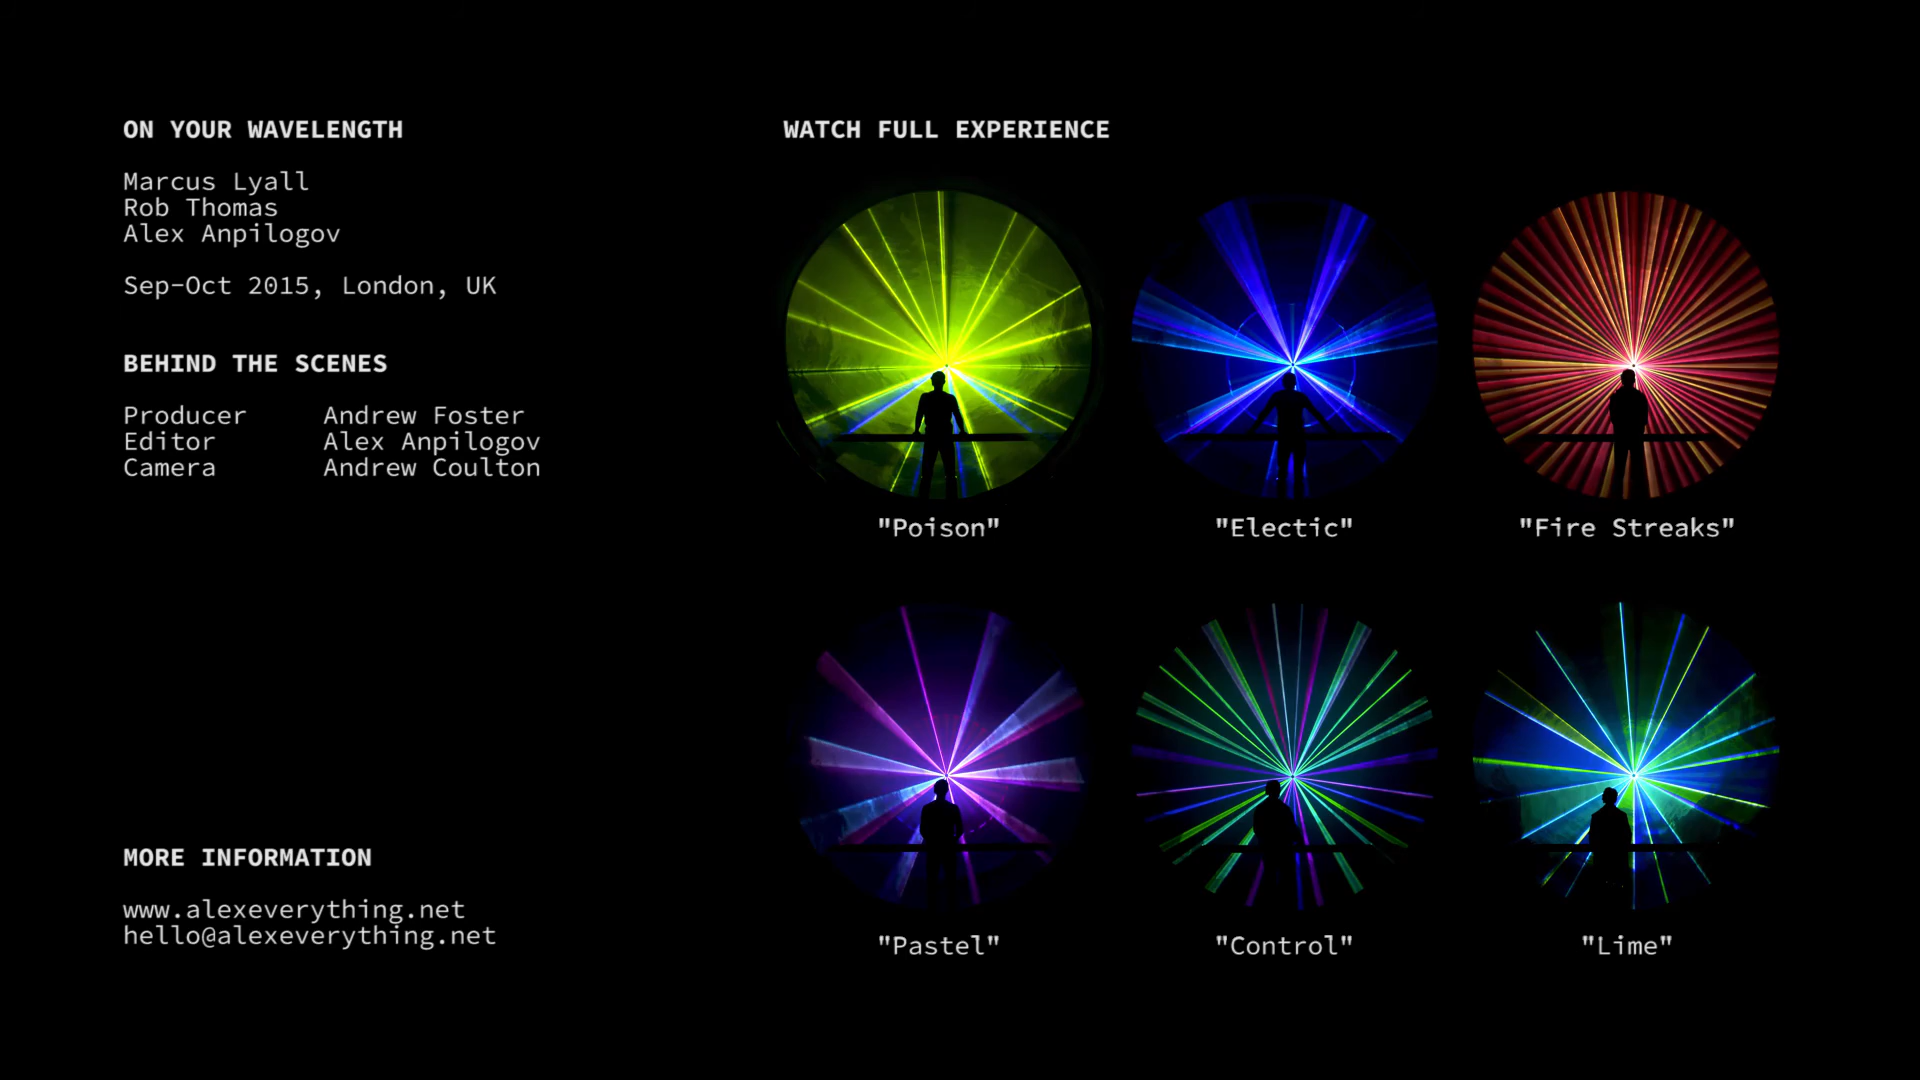 ON YOUR WAVELENGTH
Marcus Lyall
Rob Thomas
Alex Anpilogov
Sep-Oct 2015, London, UK
BEHIND THE SCENES
Producer Andrew Foster
Editor Alex Anpilogov
Camera Andrew Coulton
MORE INFORMATION
www.alexeverything.net
hello@alexeverything.net
WATCH FULL EXPERIENCE
"Poison" "Electic" "Fire Streaks"
"Pastel" "Control" "Lime"